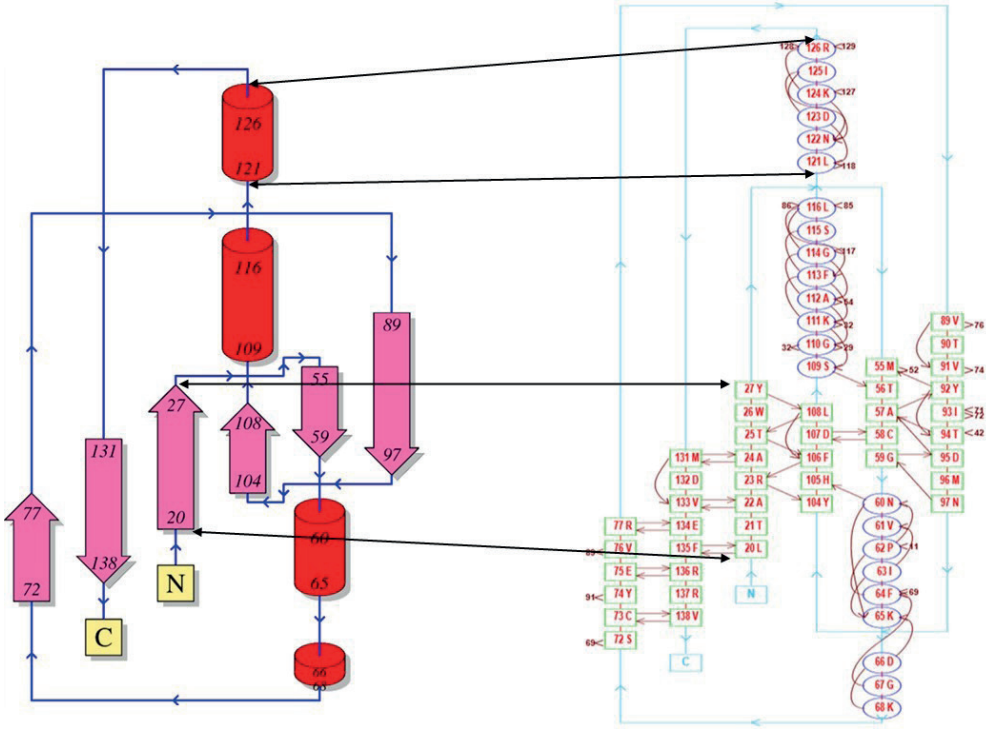 126
121
116
109
89
55
27
108
59
131
97
104
77
20
60
138
72
N
65
C
66
68
128 126 R 129
125 I
124 K 127
123 D
122 N
121 L 118
86 116 L 85
115 S
114 G 117
113 F
112 A 54
111 K 32
32 110 G 29
109 S
108 L
107 D
106 F
105 H
104 Y
89 V 76
90 T
91 V 74
92 Y
93 I 71
72
94 T 42
95 D
96 M
97 N
55 M 52
56 T
57 A
58 C
59 G
60 N
61 V
62 P 11
63 I
64 F 69
65 K
66 D
67 G
68 K
27 Y
26 W
25 T
24 A
23 R
22 A
21 T
20 L
N
131 M
132 D
133 V
134 E
135 F
136 R
137 R
138 V
C
77 R
89 76 V
75 E
91 74 Y
73 C
69 72 S